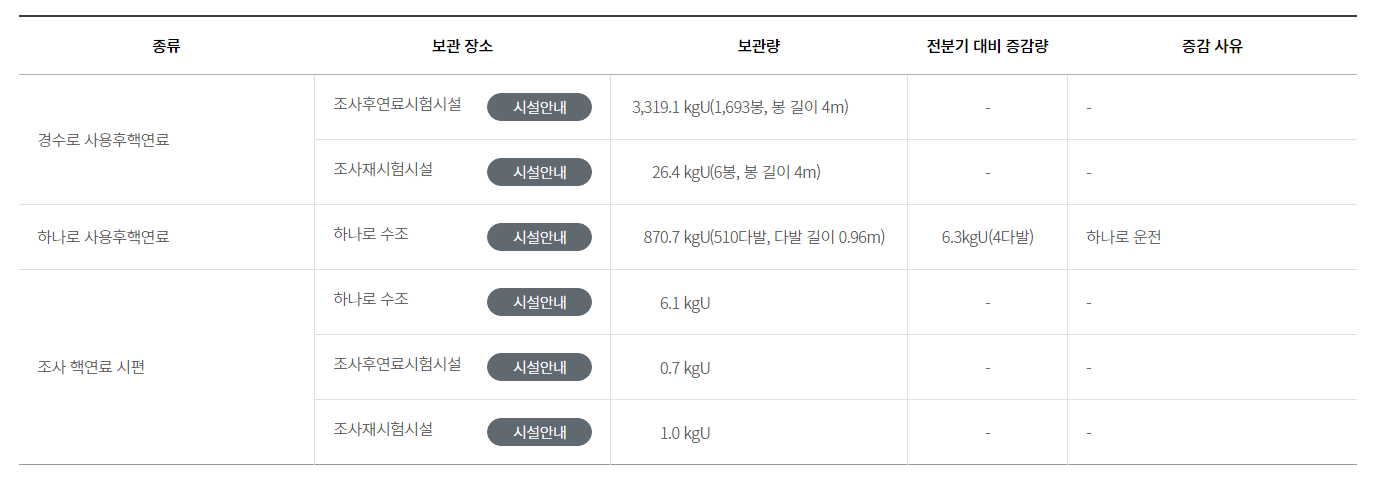 종류 보관 장소 보관량 전분기 대비 증감량 증감 사유
경수로 사용후핵연료 조사후연료시험시설 시설안내 3,319.1 kgU(1,693봉, 봉 길이 4m) - -
조사재시험시설 시설안내 26.4 kgU(6봉, 봉 길이 4m) - -
하나로 사용후핵연료 하나로 수조 시설안내 870.7 kgU(510다발, 다발 길이 0.96m) 6.3kgU(4다발) 하나로 운전
조사 핵연료 시편 하나로 수조 시설안내 6.1 kgU - -
조사후연료시험시설 시설안내 0.7 kgU - -
조사재시험시설 시설안내 1.0 kgU - -